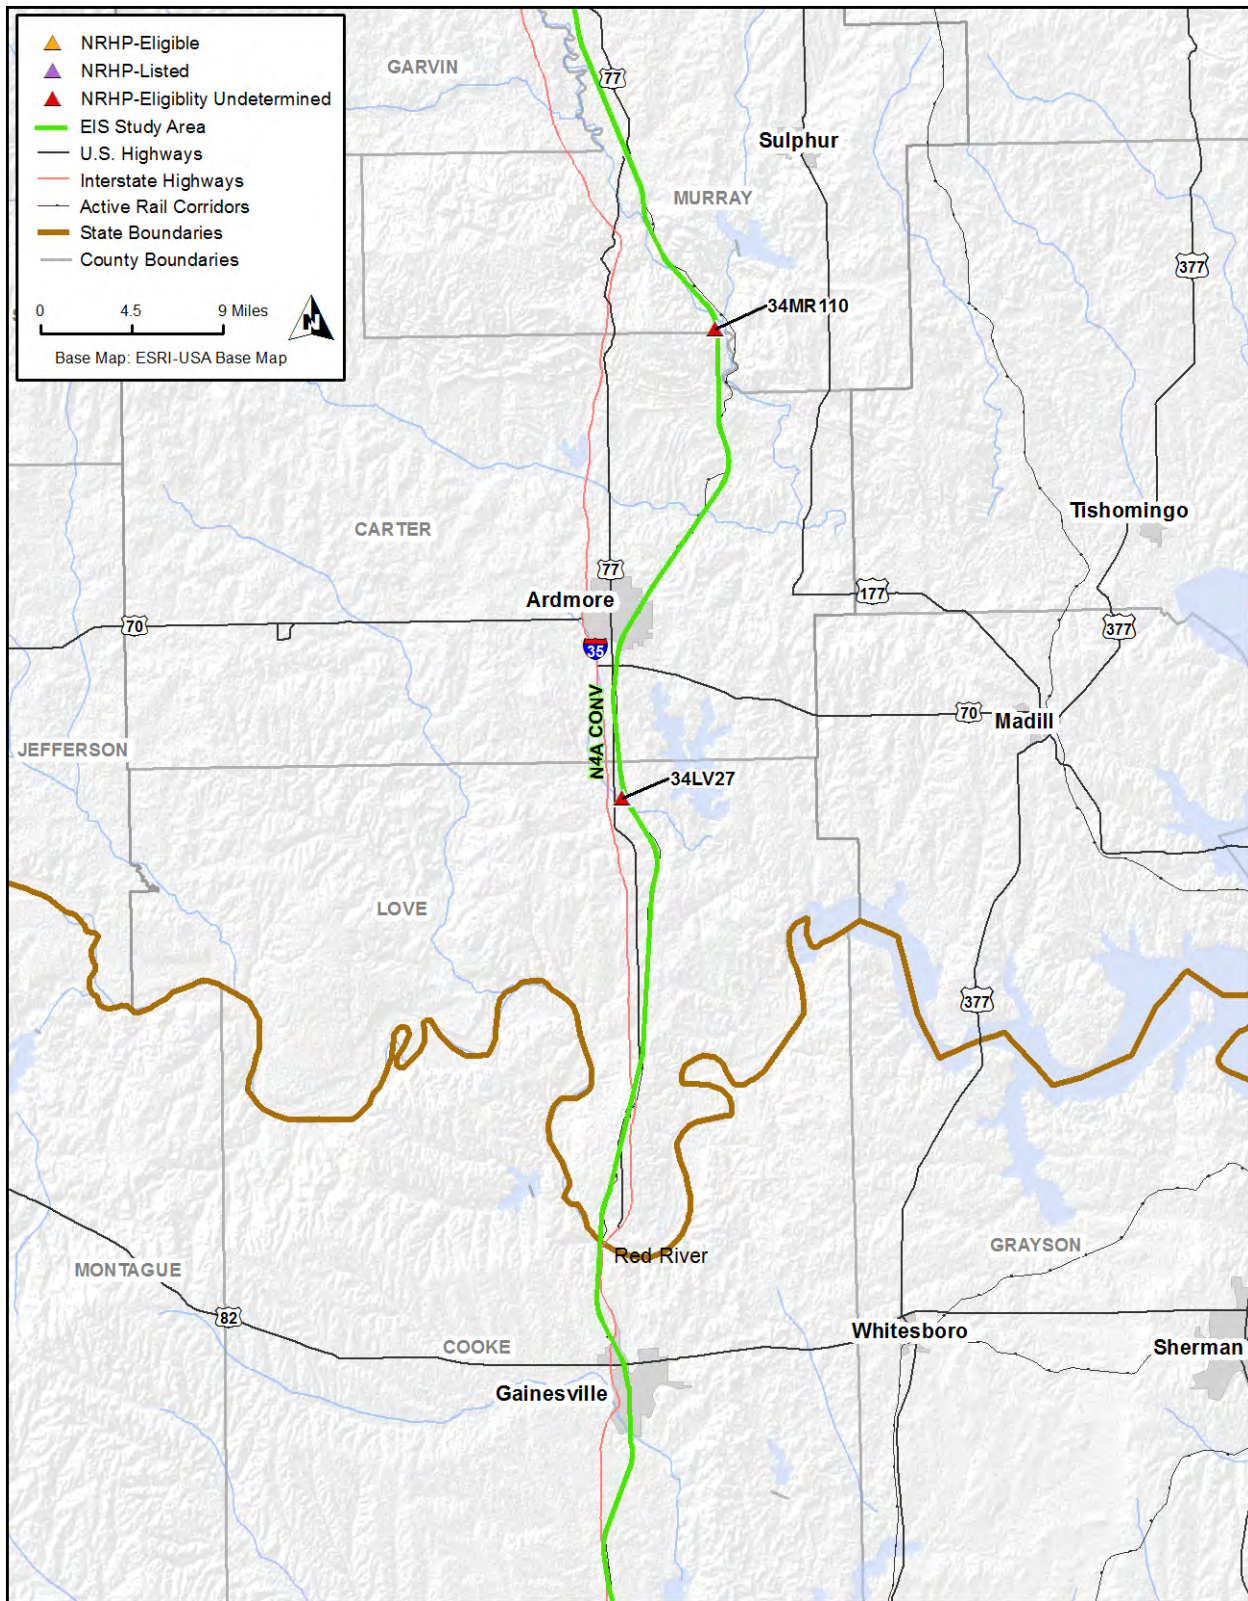 NRHP-Eligible
NRHP-Listed
NRHP-Eligiblity Undetermined
EIS Study Area
U.S. Highways
Interstate Highways
Active Rail Corridors
State Boundaries
County Boundaries
0 4.5 9 Miles
N
Base Map: ESRI-USA Base Map
GARVIN
77
Sulphur
MURRAY
377
34MR110
Tishomingo
CARTER
77
177
Ardmore
70
377
35
N4A CONV
70
Madill
JEFFERSON
34LV27
LOVE
377
Red River
GRAYSON
MONTAGUE
82
Whitesboro
COOKE
Sherman
Gainesville